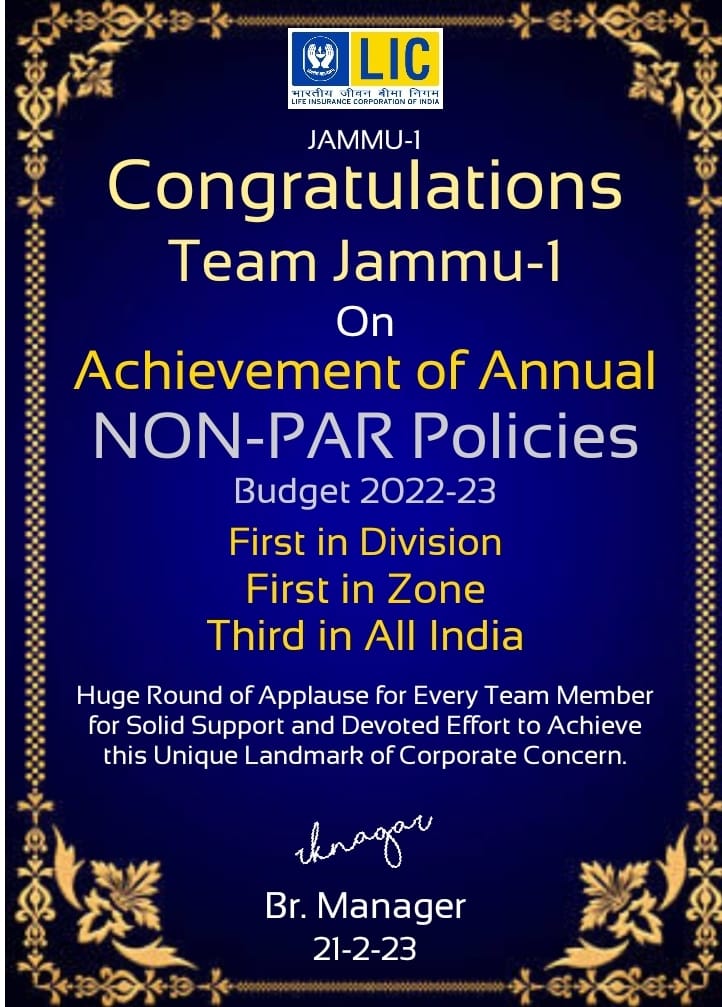 LIC
भारतीय जीवन बीमा निगम
LIFE INSURANCE CORPORATION OF INDIA
JAMMU-1
Congratulations
Team Jammu-1
On
Achievement of Annual
NON-PAR Policies
Budget 2022-23
First in Division
First in Zone
Third in All India
Huge Round of Applause for Every Team Member
for Solid Support and Devoted Effort to Achieve
this Unique Landmark of Corporate Concern.
rknagar
Br. Manager
21-2-23